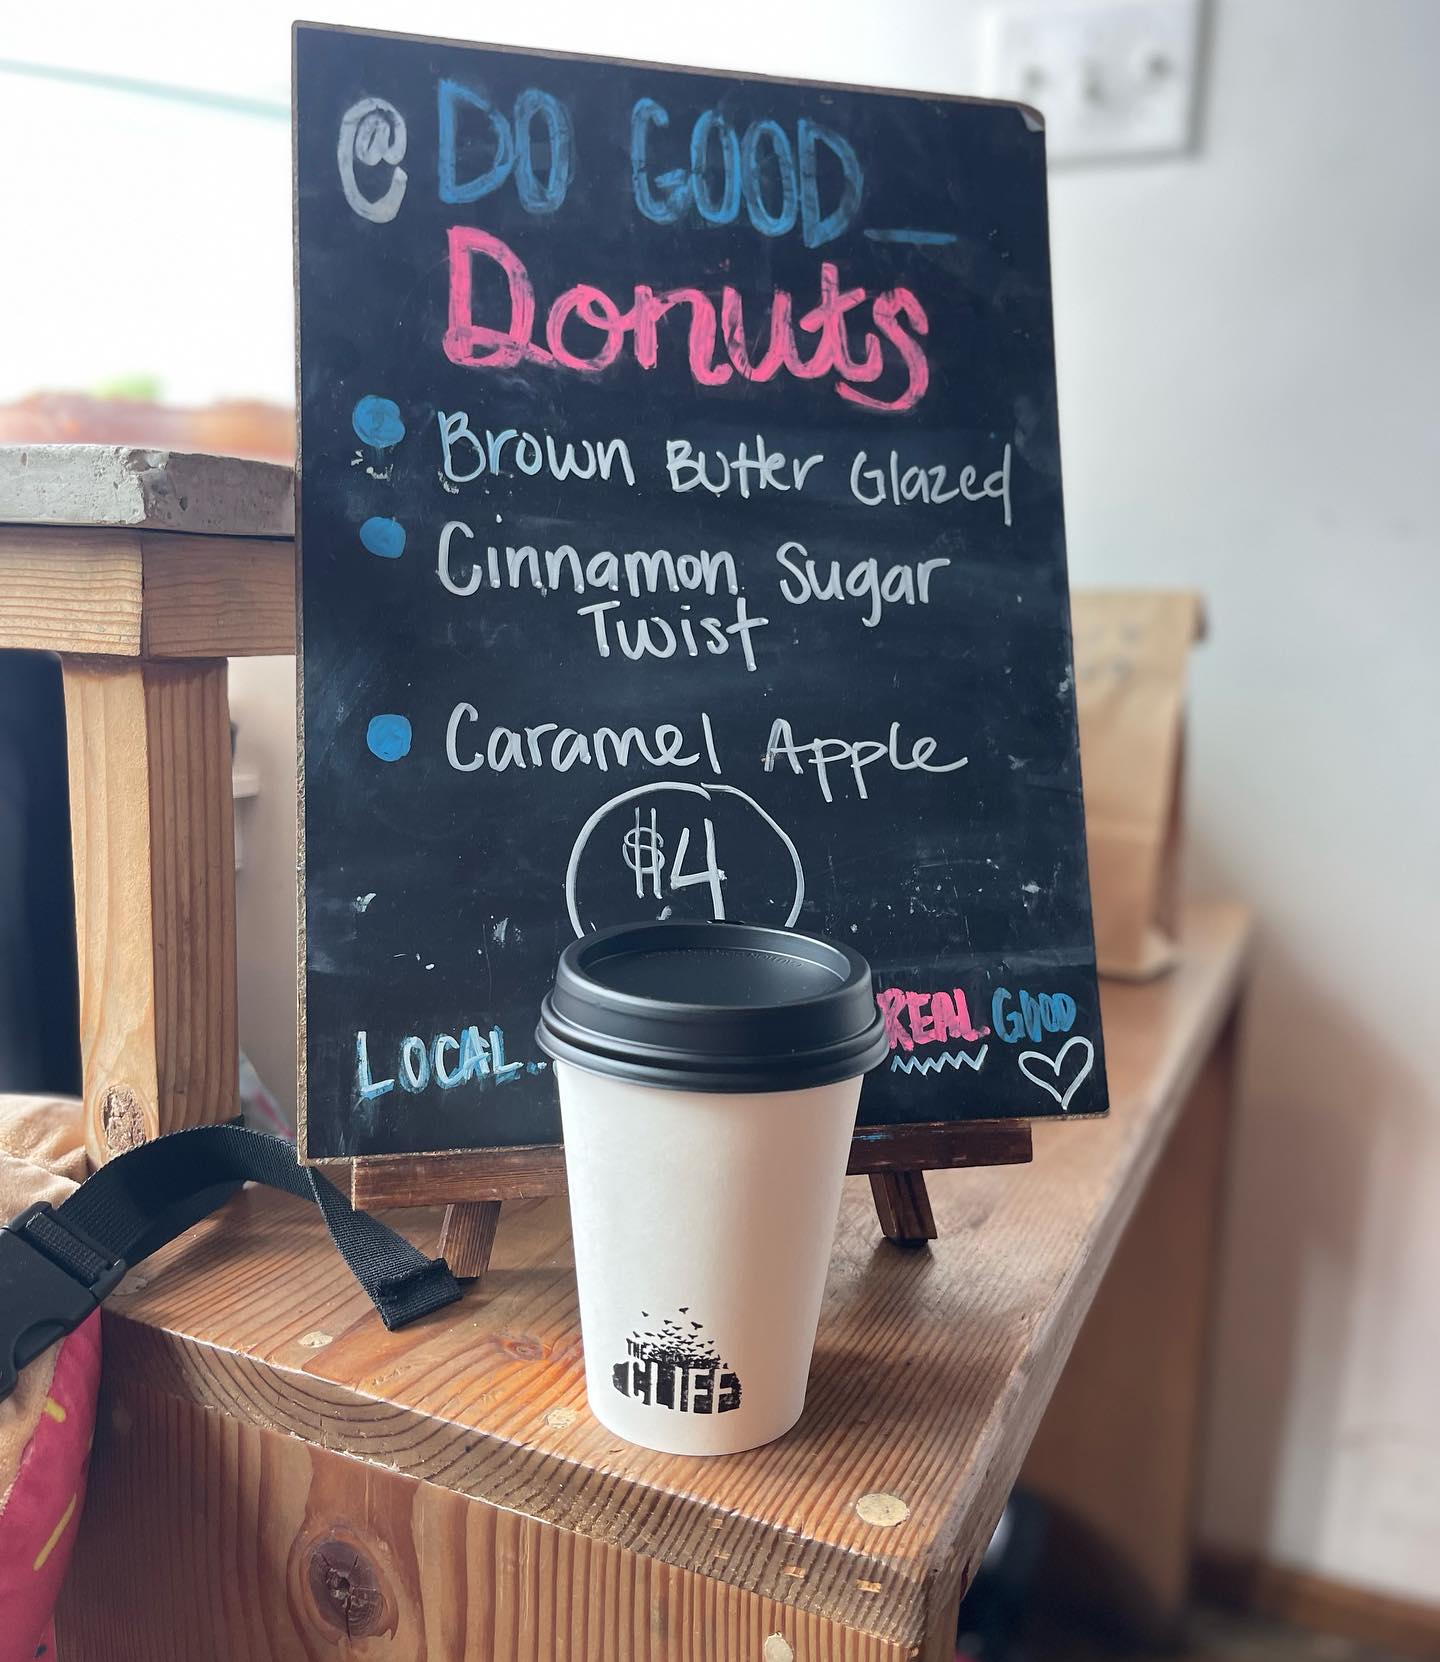 @DO GOOD_
Donuts
Brown Butter Glazed
Cinnamon Sugar
Twist
Caramel Apple
$4
LOCAL..
REAL GOOD
THE
CLIFF